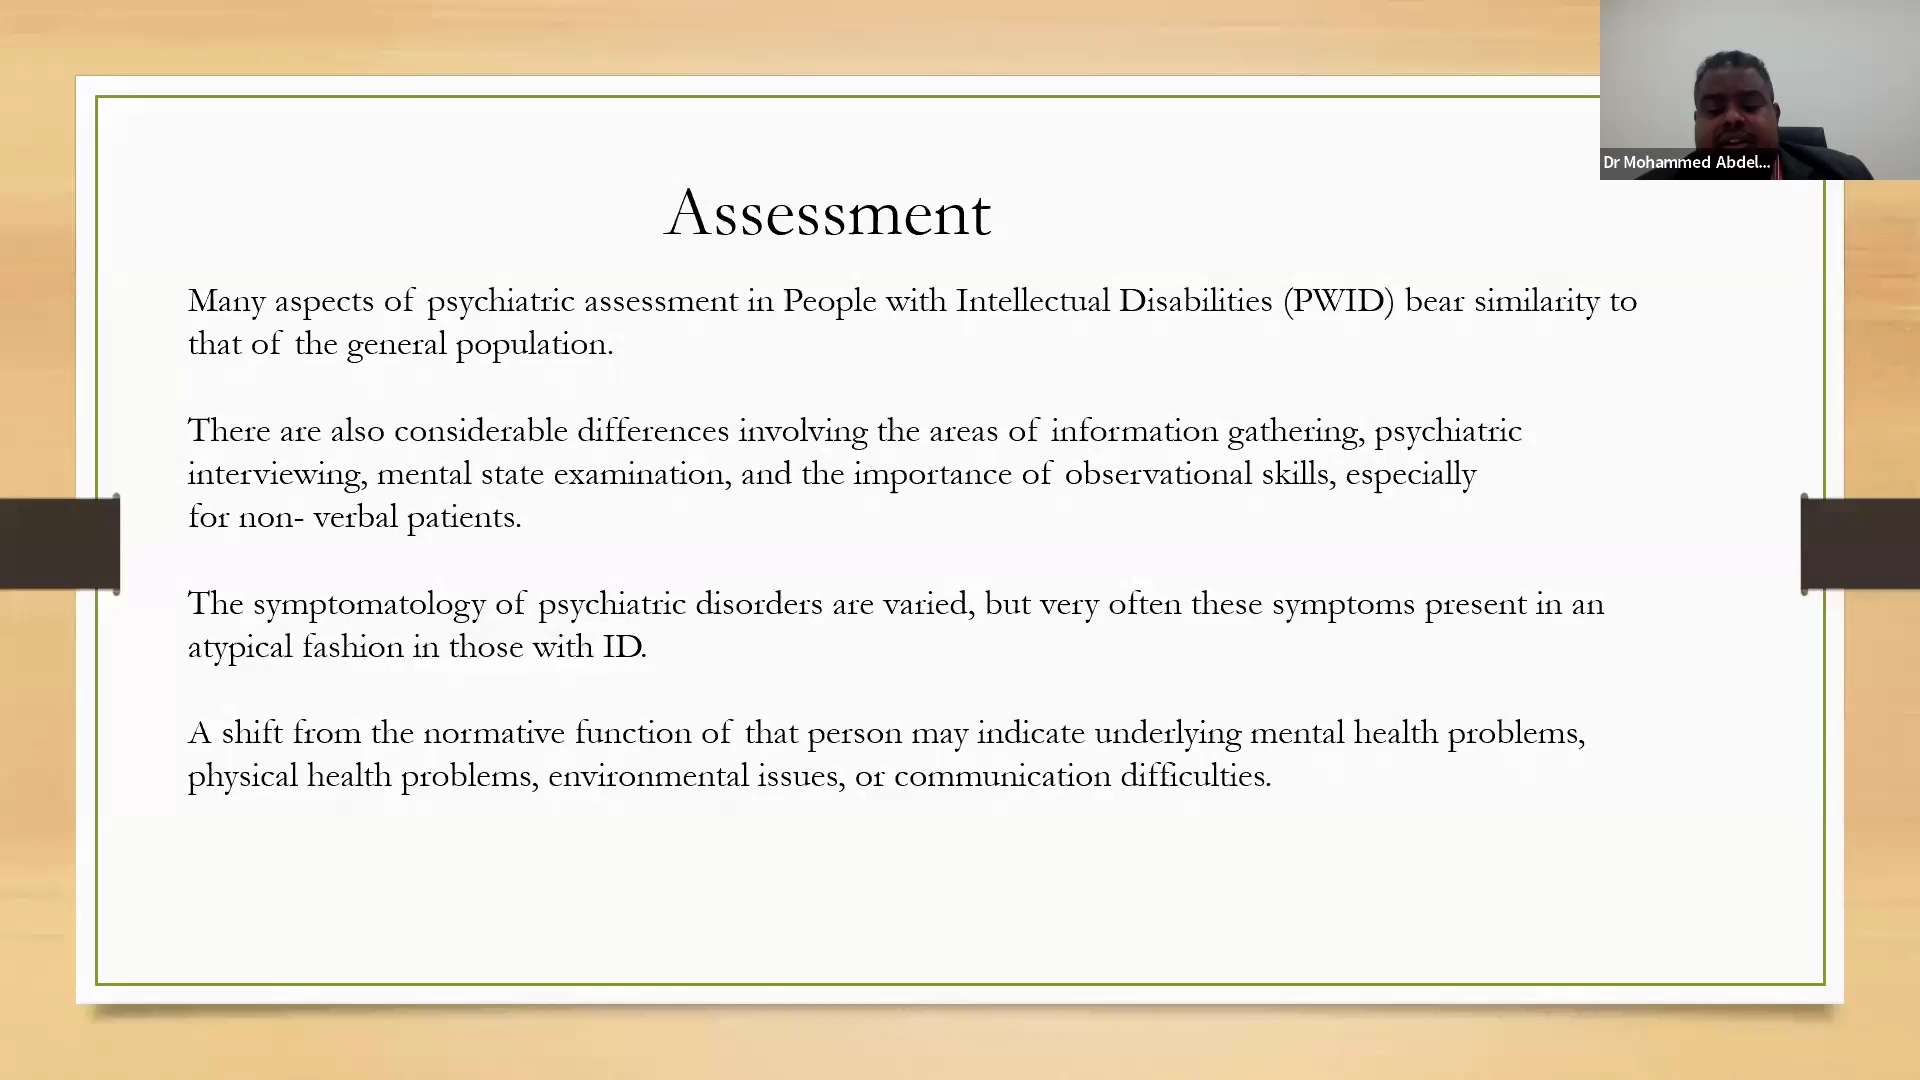 Dr Mohammed Abdel...
Assessment
Many aspects of psychiatric assessment in People with Intellectual Disabilities (PWID) bear similarity to
that of the general population.
There are also considerable differences involving the areas of information gathering, psychiatric
interviewing, mental state examination, and the importance of observational skills, especially
for non- verbal patients.
The symptomatology of psychiatric disorders are varied, but very often these symptoms present in an
atypical fashion in those with ID.
A shift from the normative function of that person may indicate underlying mental health problems,
physical health problems, environmental issues, or communication difficulties.